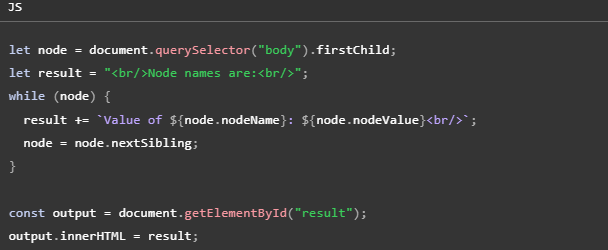 JS
let node = document.querySelector("body").firstChild;
let result = "<br/>Node names are:<br/>";
while (node) {
  result += `Value of ${node.nodeName}: ${node.nodeValue}<br/>`;
  node = node.nextSibling;
}
const output = document.getElementById("result");
output.innerHTML = result;